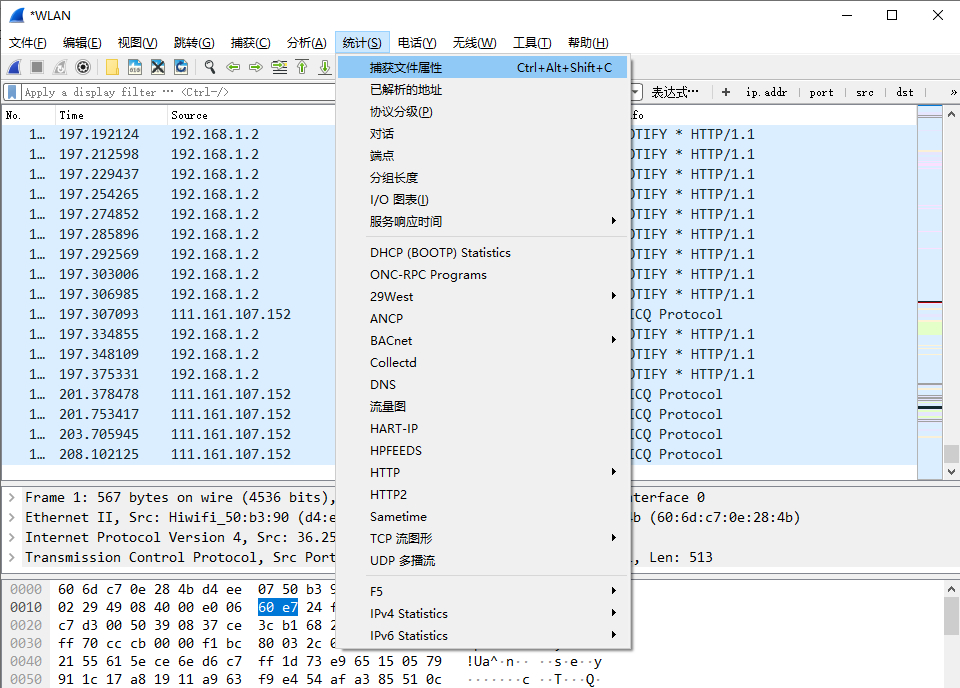 *WLAN
文件(F) 编辑(E) 视图(V) 跳转(G) 捕获(C) 分析(A) 统计(S) 电话(Y) 无线(W) 工具(T) 帮助(H)
Apply a display filter ⋯ <Ctrl-/> 表达式⋯ + ip.addr port src dst »
No. Time Source fo
1… 197.192124 192.168.1.2 OTIFY * HTTP/1.1
1… 197.212598 192.168.1.2 OTIFY * HTTP/1.1
1… 197.229437 192.168.1.2 OTIFY * HTTP/1.1
1… 197.254265 192.168.1.2 OTIFY * HTTP/1.1
1… 197.274852 192.168.1.2 OTIFY * HTTP/1.1
1… 197.285896 192.168.1.2 OTIFY * HTTP/1.1
1… 197.292569 192.168.1.2 OTIFY * HTTP/1.1
1… 197.303006 192.168.1.2 OTIFY * HTTP/1.1
1… 197.306985 192.168.1.2 OTIFY * HTTP/1.1
1… 197.307093 111.161.107.152 ICQ Protocol
1… 197.334855 192.168.1.2 OTIFY * HTTP/1.1
1… 197.348109 192.168.1.2 OTIFY * HTTP/1.1
1… 197.375331 192.168.1.2 OTIFY * HTTP/1.1
1… 201.378478 111.161.107.152 ICQ Protocol
1… 201.753417 111.161.107.152 ICQ Protocol
1… 203.705945 111.161.107.152 ICQ Protocol
1… 208.102125 111.161.107.152 ICQ Protocol
捕获文件属性 Ctrl+Alt+Shift+C
已解析的地址
协议分级(P)
对话
端点
分组长度
I/O 图表(I)
服务响应时间
DHCP (BOOTP) Statistics
ONC-RPC Programs
29West
ANCP
BACnet
Collectd
DNS
流量图
HART-IP
HPFEEDS
HTTP
HTTP2
Sametime
TCP 流图形
UDP 多播流
F5
IPv4 Statistics
IPv6 Statistics
Frame 1: 567 bytes on wire (4536 bits), nterface 0
Ethernet II, Src: Hiwifi_50:b3:90 (d4:e 4b (60:6d:c7:0e:28:4b)
Internet Protocol Version 4, Src: 36.25
Transmission Control Protocol, Src Port , Len: 513
0000 60 6d c7 0e 28 4b d4 ee 07 50 b3 9
0010 02 29 49 08 40 00 e0 06 60 e7 24 f
0020 c7 d3 00 50 39 08 37 ce 3c b1 68 2
0030 ff 70 cc cb 00 00 f1 bc 80 03 2c
0040 21 55 61 5e ce 6e d6 c7 ff 1d 73 e9 65 15 05 79 !Ua^·n·· ··s·e··y
0050 91 1c 17 a8 19 11 a9 63 f9 e4 54 af a3 85 51 0c ·······c ··T···Q·